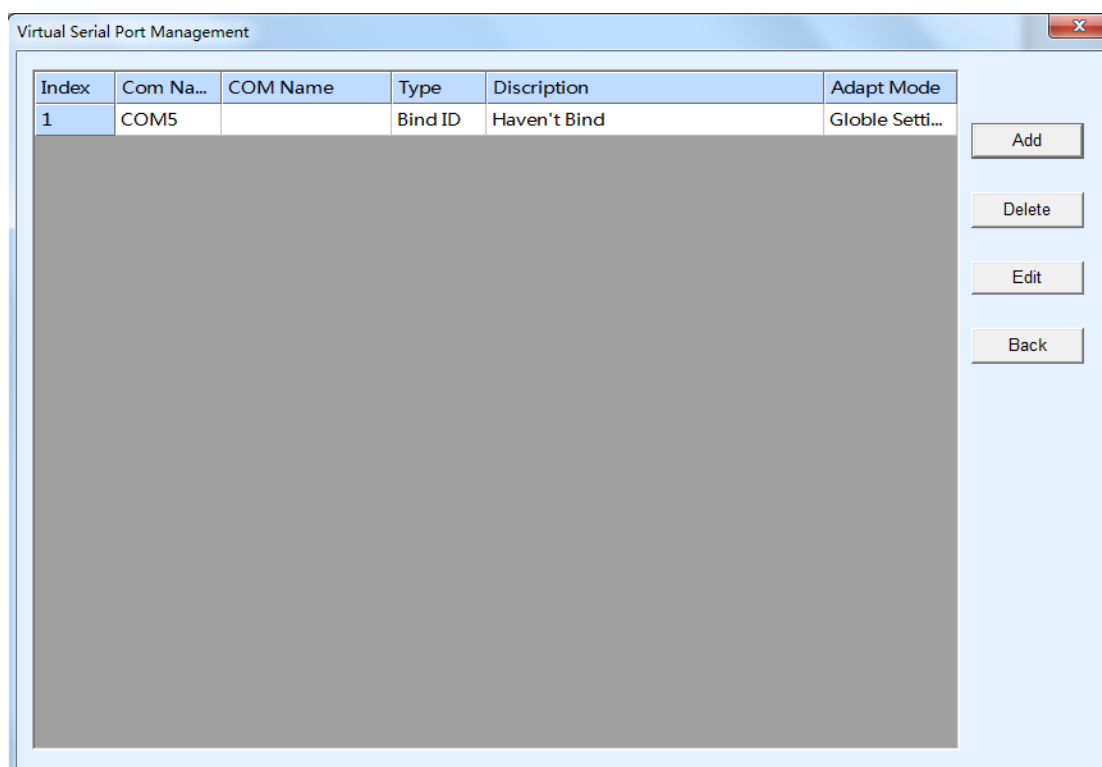 Virtual Serial Port Management
Index Com Na... COM Name Type Discription Adapt Mode
1 COM5 Bind ID Haven't Bind Globle Setti...
Add
Delete
Edit
Back